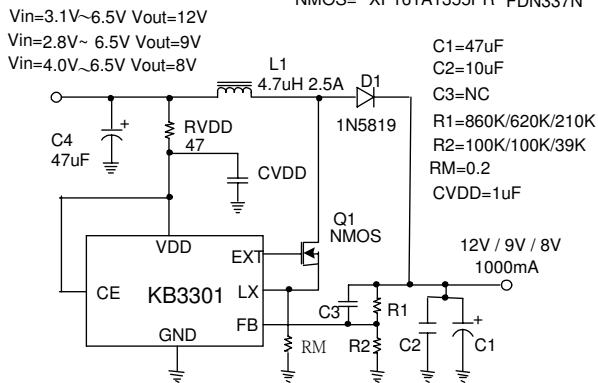 NMOS= XP161A1355PR FDN337N
Vin=3.1V~6.5V Vout=12V
Vin=2.8V~ 6.5V Vout=9V
Vin=4.0V~6.5V Vout=8V
C1=47uF
C2=10uF
C3=NC
R1=860K/620K/210K
R2=100K/100K/39K
RM=0.2
CVDD=1uF
L1
4.7uH 2.5A
D1
1N5819
C4
47uF
RVDD
47
CVDD
Q1
NMOS
VDD
EXT
12V / 9V / 8V
1000mA
CE
KB3301
LX
FB
GND
C3
R1
RM
R2
C2
C1